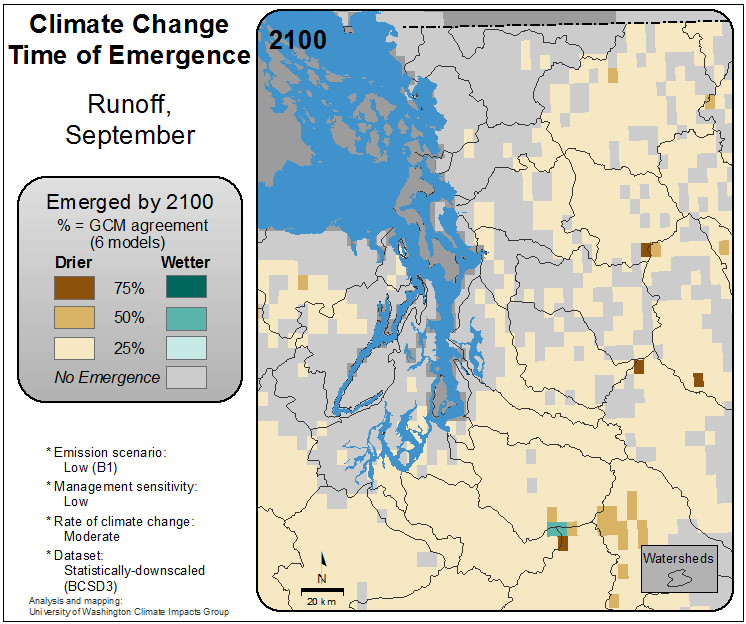 Climate Change
Time of Emergence
Runoff,
September
Emerged by 2100
% = GCM agreement
(6 models)
Drier Wetter
75%
50%
25%
No Emergence
* Emission scenario:
Low (B1)
* Management sensitivity:
Low
* Rate of climate change:
Moderate
* Dataset:
Statistically-downscaled
(BCSD3)
Analysis and mapping:
University of Washington Climate Impacts Group
2100
N
20 km
Watersheds